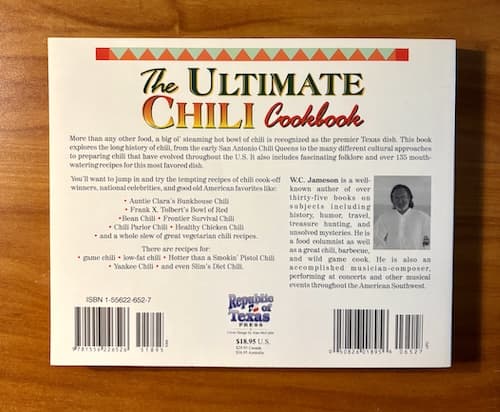 The ULTIMATE
CHILI Cookbook
More than any other food, a big ol' steaming hot bowl of chili is recognized as the premier Texas dish. This book
explores the long history of chili, from the early San Antonio Chili Queens to the many different cultural approaches
to preparing chili that have evolved throughout the U.S. It also includes fascinating folklore and over 135 mouth-
watering recipes for this most favored dish.
You'll want to jump in and try the tempting recipes of chili cook-off
winners, national celebrities, and good old American favorites like:
• Auntie Clara's Bunkhouse Chili
• Frank X. Tolbert's Bowl of Red
•Bean Chili • Frontier Survival Chili
• Chili Parlor Chili • Healthy Chicken Chili
• and a whole slew of great vegetarian chili recipes.
There are recipes for:
• game chili • low-fat chili • Hotter than a Smokin' Pistol Chili
• Yankee Chili • and even Slim's Diet Chili.
W.C. Jameson is a well-
known author of over
thirty-five books on
subjects including
history, humor, travel,
treasure hunting, and
unsolved mysteries. He is
a food columnist as well
as a great chili, barbecue,
and wild game cook. He is also an
accomplished musician-composer,
performing at concerts and other musical
events throughout the American Southwest.
ISBN 1-55622-652-7
9 781556 226526
51895
Republic
of
Texas
PRESS
$18.95 U.S.
0 50826 01895 4
06527